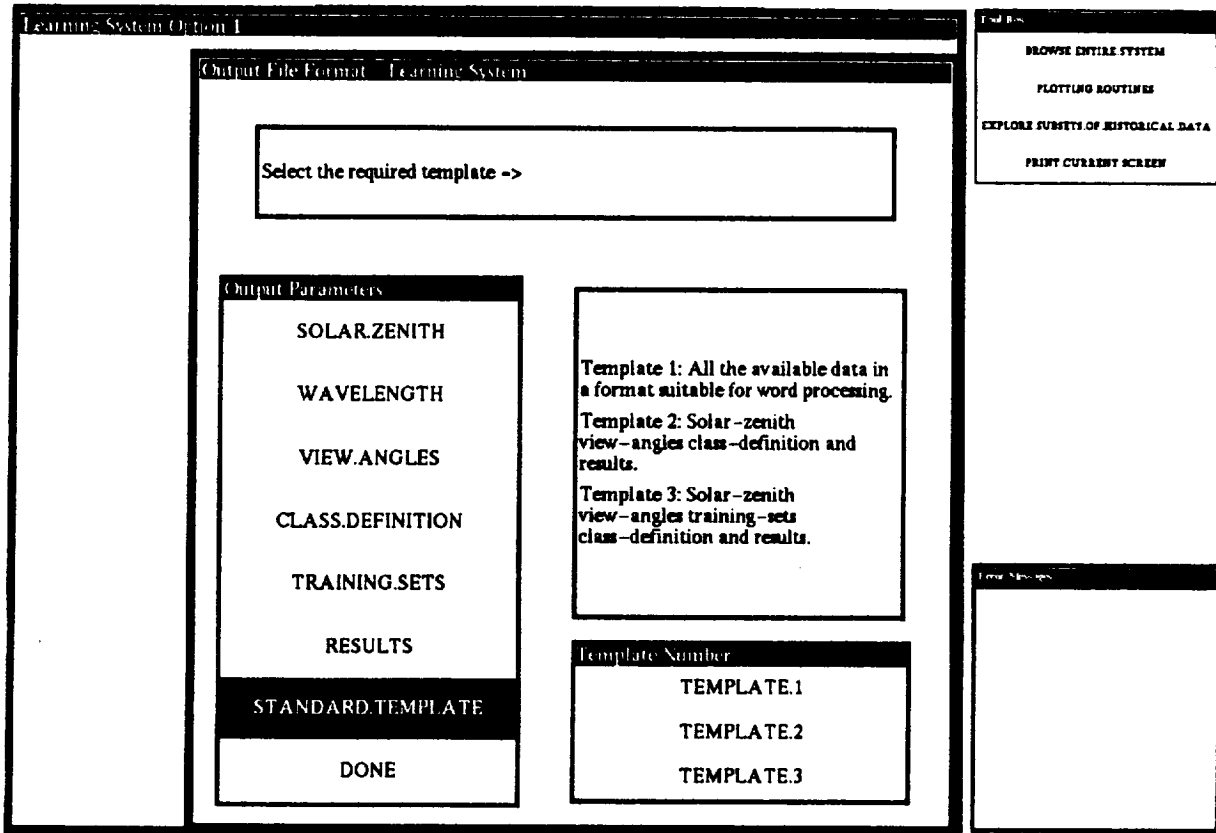 Learning System Option 1
Output File Format - Learning System
Select the required template ->
Output Parameters
SOLAR.ZENITH
WAVELENGTH
VIEW.ANGLES
CLASS.DEFINITION
TRAINING.SETS
RESULTS
STANDARD.TEMPLATE
DONE
Template 1: All the available data in
a format suitable for word processing.
Template 2: Solar-zenith
view-angles class-definition and
results.
Template 3: Solar-zenith
view-angles training-sets
class-definition and results.
Template Number
TEMPLATE.1
TEMPLATE.2
TEMPLATE.3
Tool Box
BROWSE ENTIRE SYSTEM
PLOTTING ROUTINES
EXPLORE SUBSETS.OF.HISTORICAL.DATA
PRINT CURRENT SCREEN
Error Messages